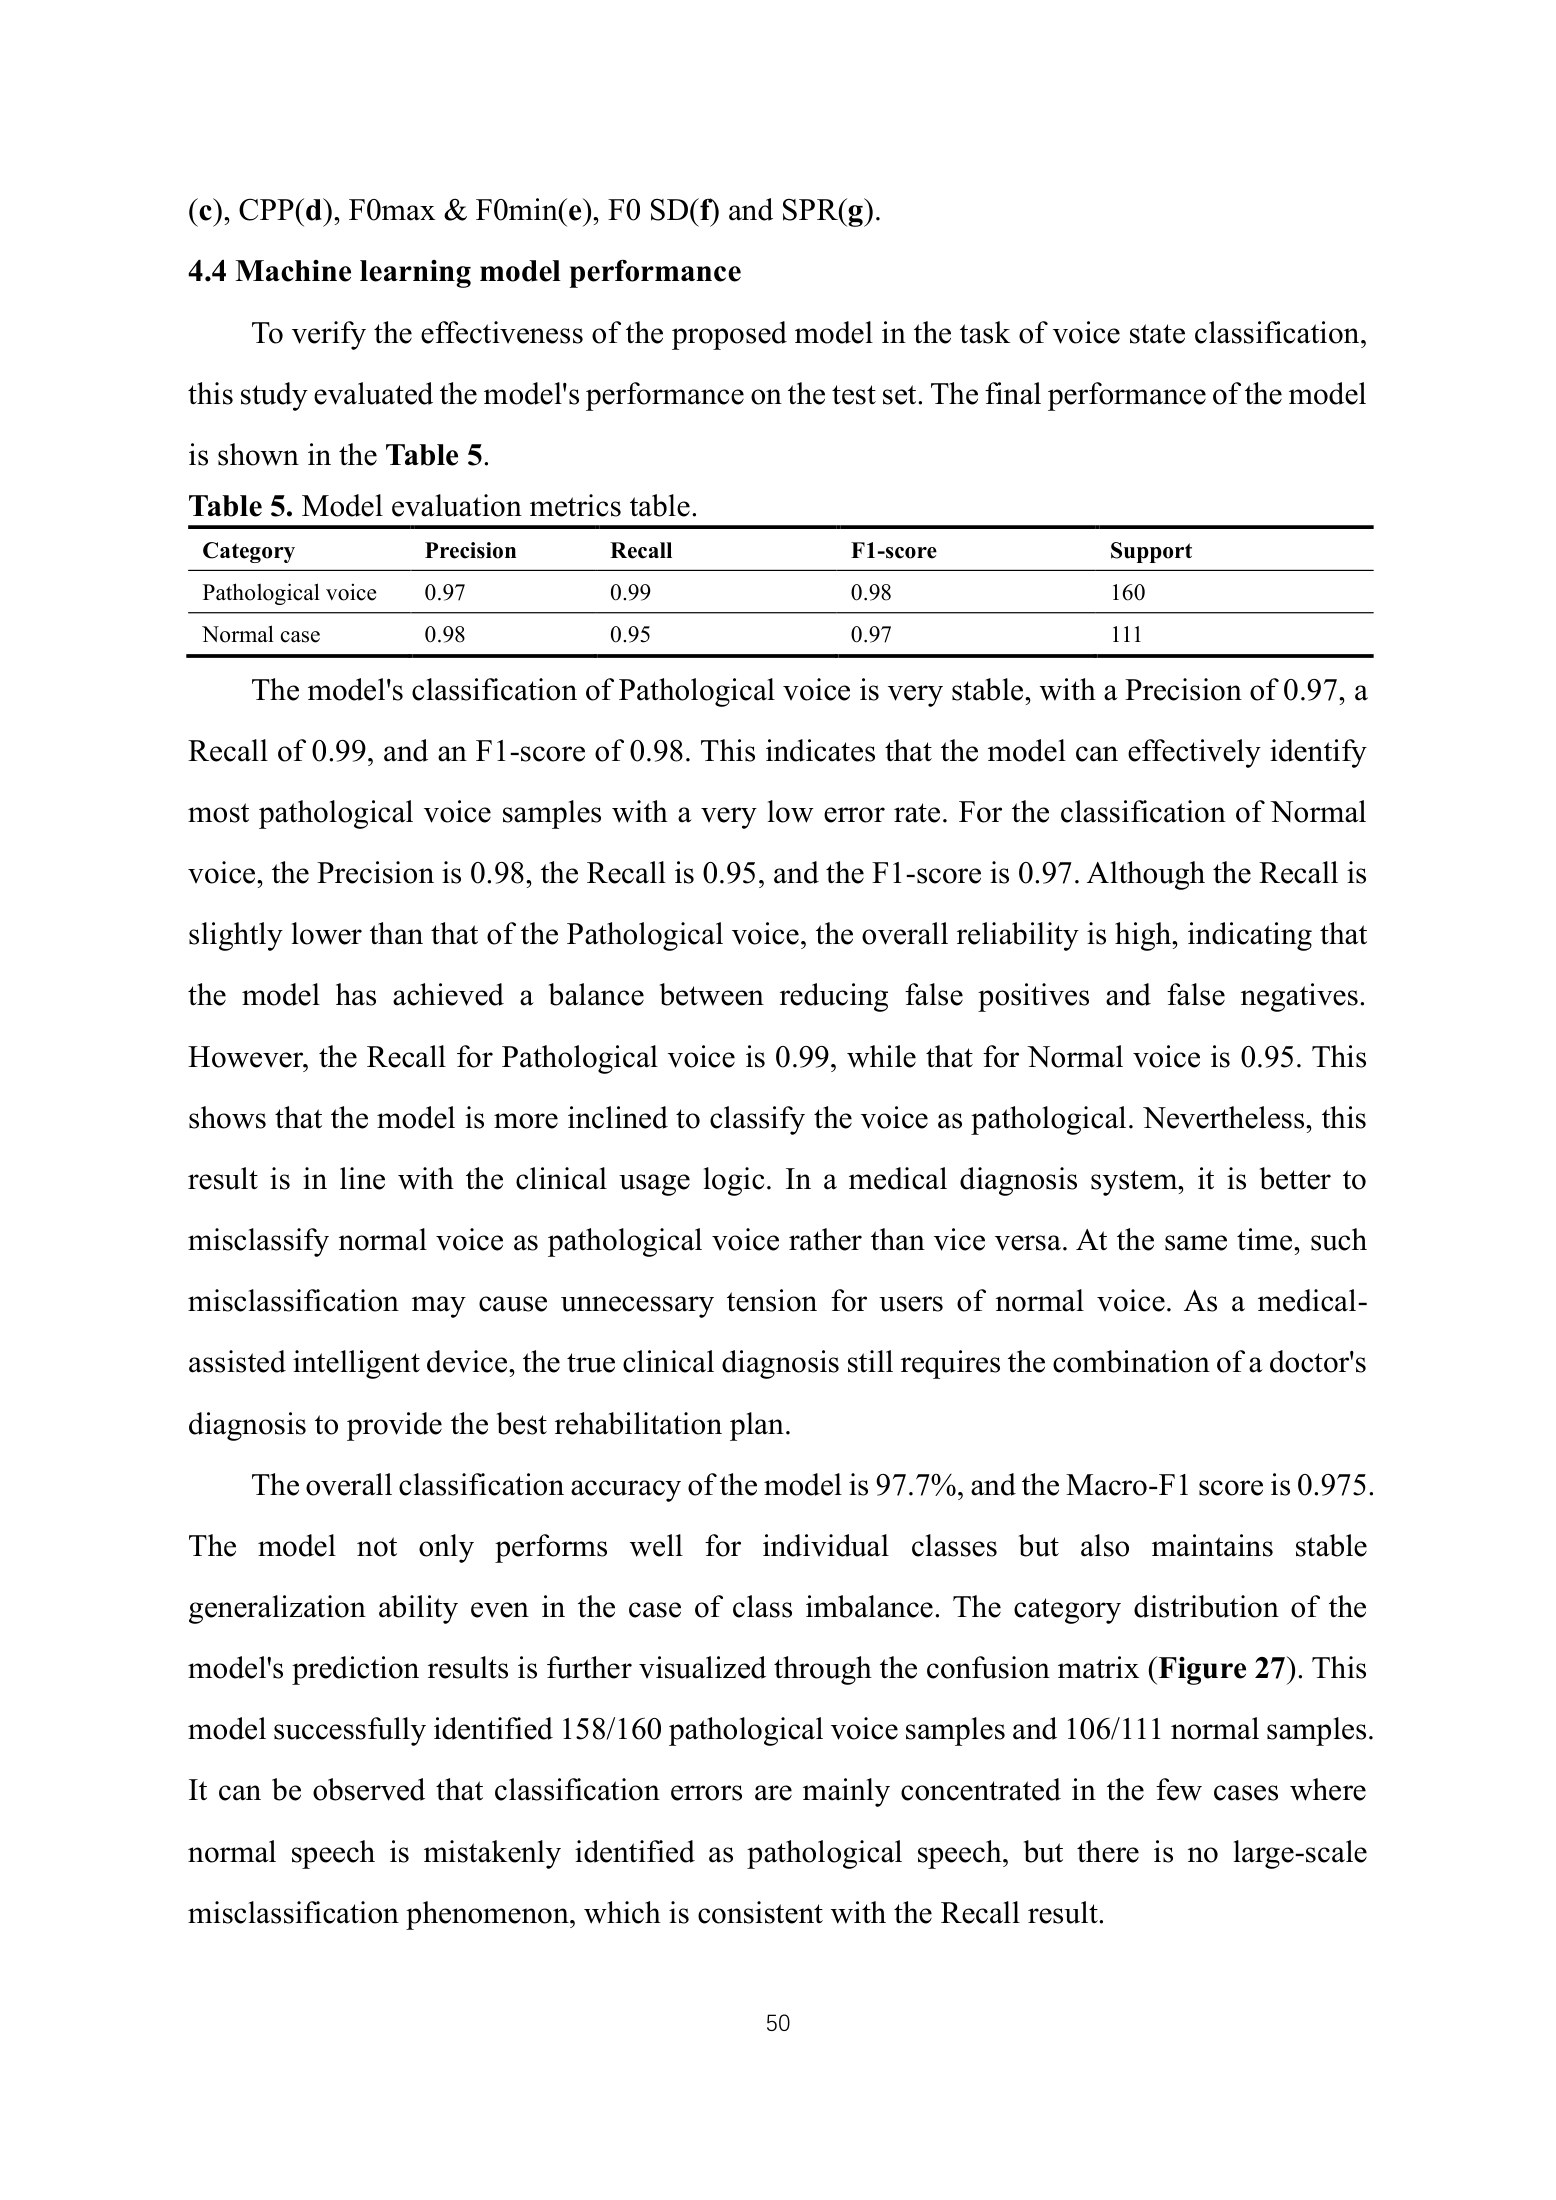 (c), CPP(d), F0max & F0min(e), F0 SD(f) and SPR(g).
4.4 Machine learning model performance
To verify the effectiveness of the proposed model in the task of voice state classification,
this study evaluated the model's performance on the test set. The final performance of the model
is shown in the Table 5.
Table 5. Model evaluation metrics table.
Category Precision Recall F1-score Support
Pathological voice 0.97 0.99 0.98 160
Normal case 0.98 0.95 0.97 111
The model's classification of Pathological voice is very stable, with a Precision of 0.97, a
Recall of 0.99, and an F1-score of 0.98. This indicates that the model can effectively identify
most pathological voice samples with a very low error rate. For the classification of Normal
voice, the Precision is 0.98, the Recall is 0.95, and the F1-score is 0.97. Although the Recall is
slightly lower than that of the Pathological voice, the overall reliability is high, indicating that
the model has achieved a balance between reducing false positives and false negatives.
However, the Recall for Pathological voice is 0.99, while that for Normal voice is 0.95. This
shows that the model is more inclined to classify the voice as pathological. Nevertheless, this
result is in line with the clinical usage logic. In a medical diagnosis system, it is better to
misclassify normal voice as pathological voice rather than vice versa. At the same time, such
misclassification may cause unnecessary tension for users of normal voice. As a medical-
assisted intelligent device, the true clinical diagnosis still requires the combination of a doctor's
diagnosis to provide the best rehabilitation plan.
The overall classification accuracy of the model is 97.7%, and the Macro-F1 score is 0.975.
The model not only performs well for individual classes but also maintains stable
generalization ability even in the case of class imbalance. The category distribution of the
model's prediction results is further visualized through the confusion matrix (Figure 27). This
model successfully identified 158/160 pathological voice samples and 106/111 normal samples.
It can be observed that classification errors are mainly concentrated in the few cases where
normal speech is mistakenly identified as pathological speech, but there is no large-scale
misclassification phenomenon, which is consistent with the Recall result.
50